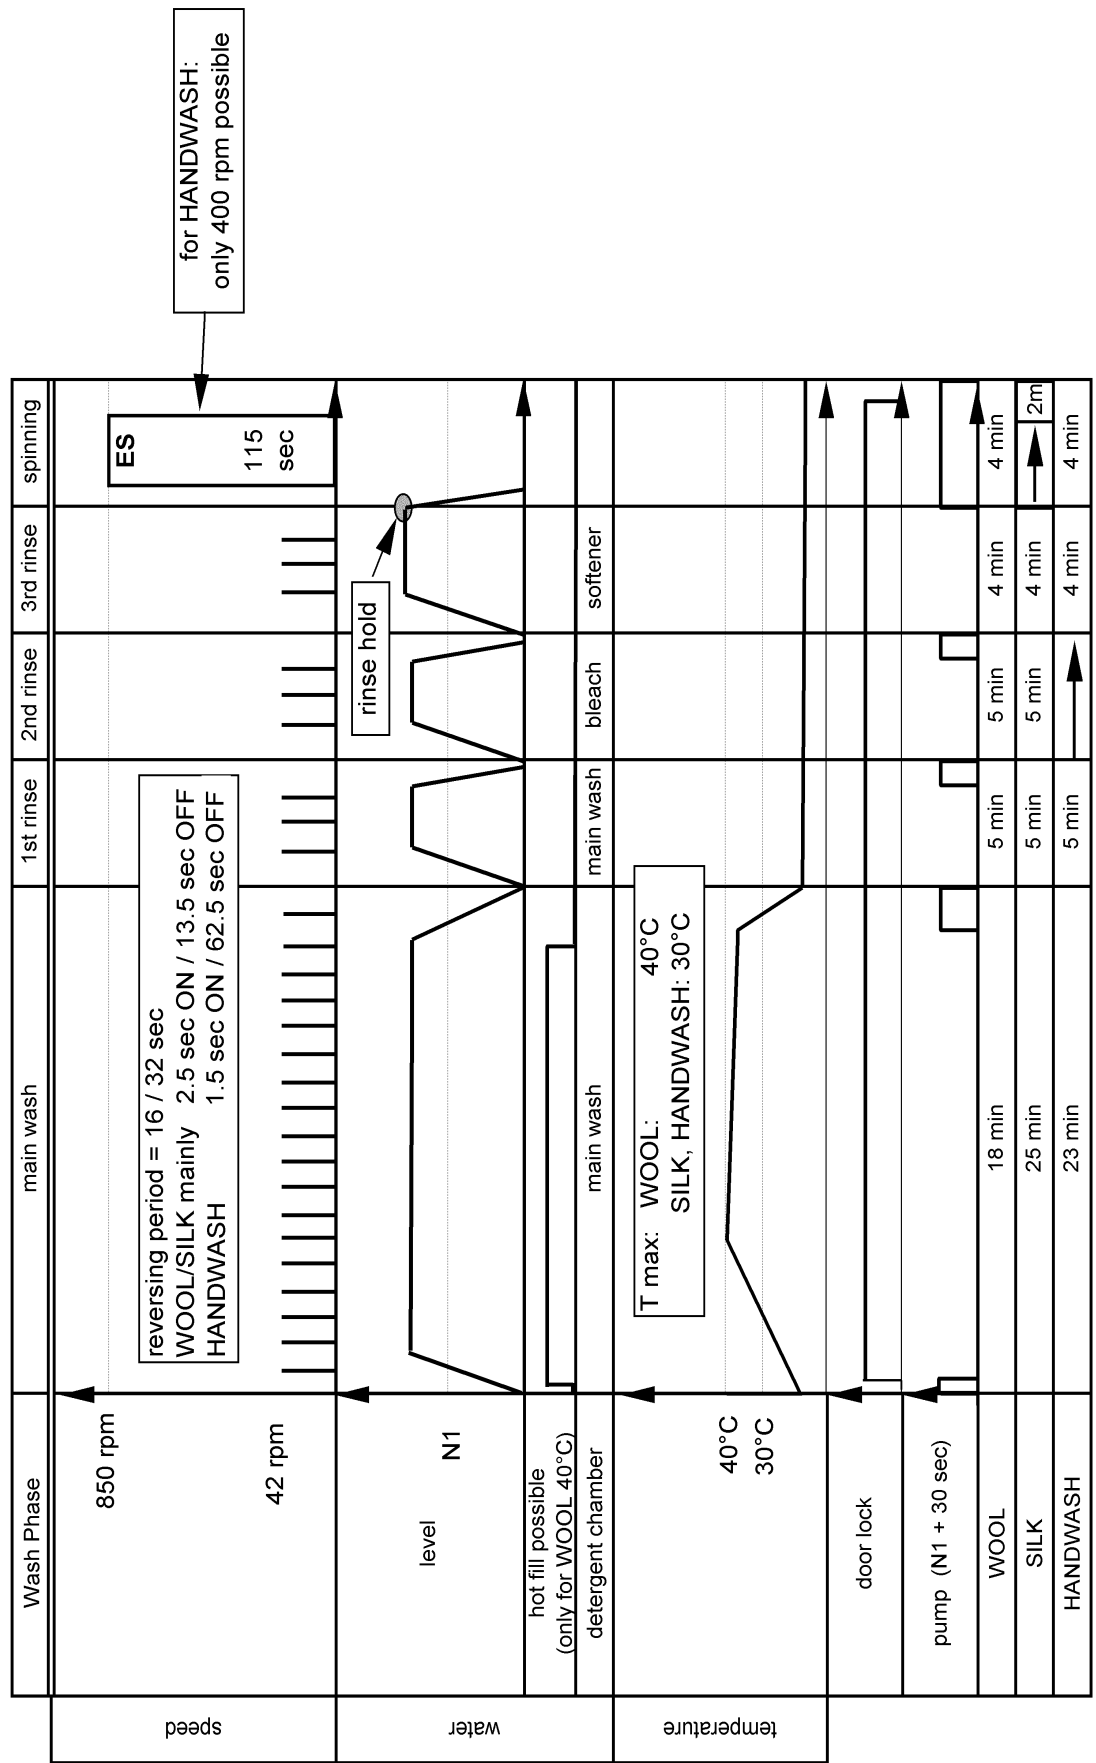 Wash Phase
main wash
1st rinse
2nd rinse
3rd rinse
spinning
speed
850 rpm
42 rpm
reversing period = 16 / 32 sec
WOOL/SILK mainly 2.5 sec ON / 13.5 sec OFF
HANDWASH 1.5 sec ON / 62.5 sec OFF
ES
115
sec
for HANDWASH:
only 400 rpm possible
water
level
N1
rinse hold
hot fill possible
(only for WOOL 40°C)
detergent chamber
main wash
main wash
bleach
softener
temperature
40°C
30°C
T max: WOOL: 40°C
SILK, HANDWASH: 30°C
door lock
pump (N1 + 30 sec)
WOOL
18 min
5 min
5 min
4 min
4 min
SILK
25 min
5 min
5 min
4 min
2m
HANDWASH
23 min
5 min
4 min
4 min